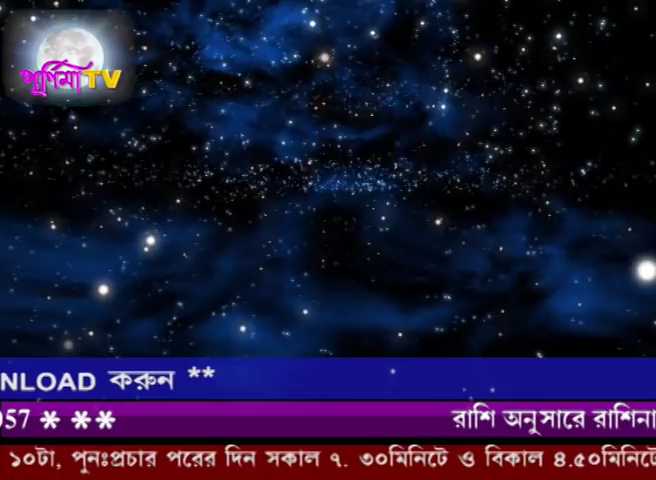 পূর্ণিমা TV
NLOAD করুন **
057 * **
রাশি অনুসারে রাশিনা
১০টা, পুনঃপ্রচার পরের দিন সকাল ৭. ৩০মিনিটে ও বিকাল ৪.৫০মিনিটে